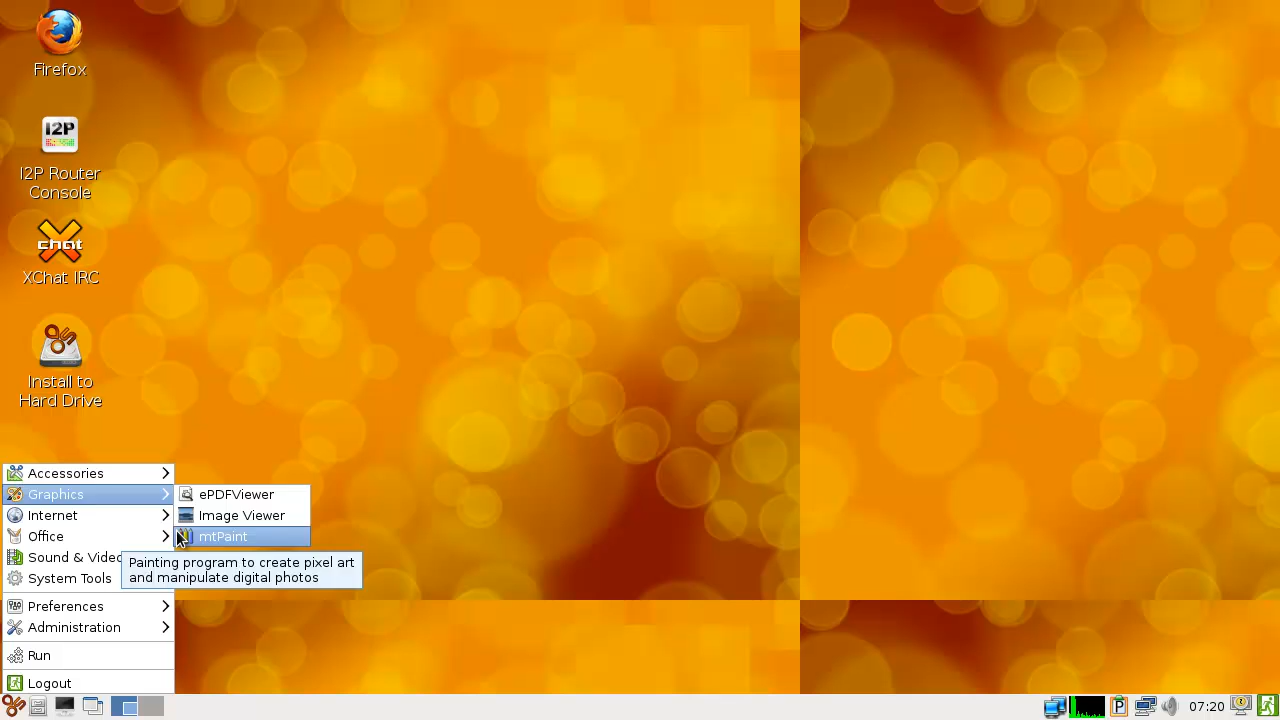 Firefox
I2P
I2P Router
Console
chat
XChat IRC
Install to
Hard Drive
Accessories
Graphics
Internet
Office
Sound & Video
System Tools
Preferences
Administration
Run
Logout
ePDFViewer
Image Viewer
mtPaint
Painting program to create pixel art
and manipulate digital photos
P
07:20